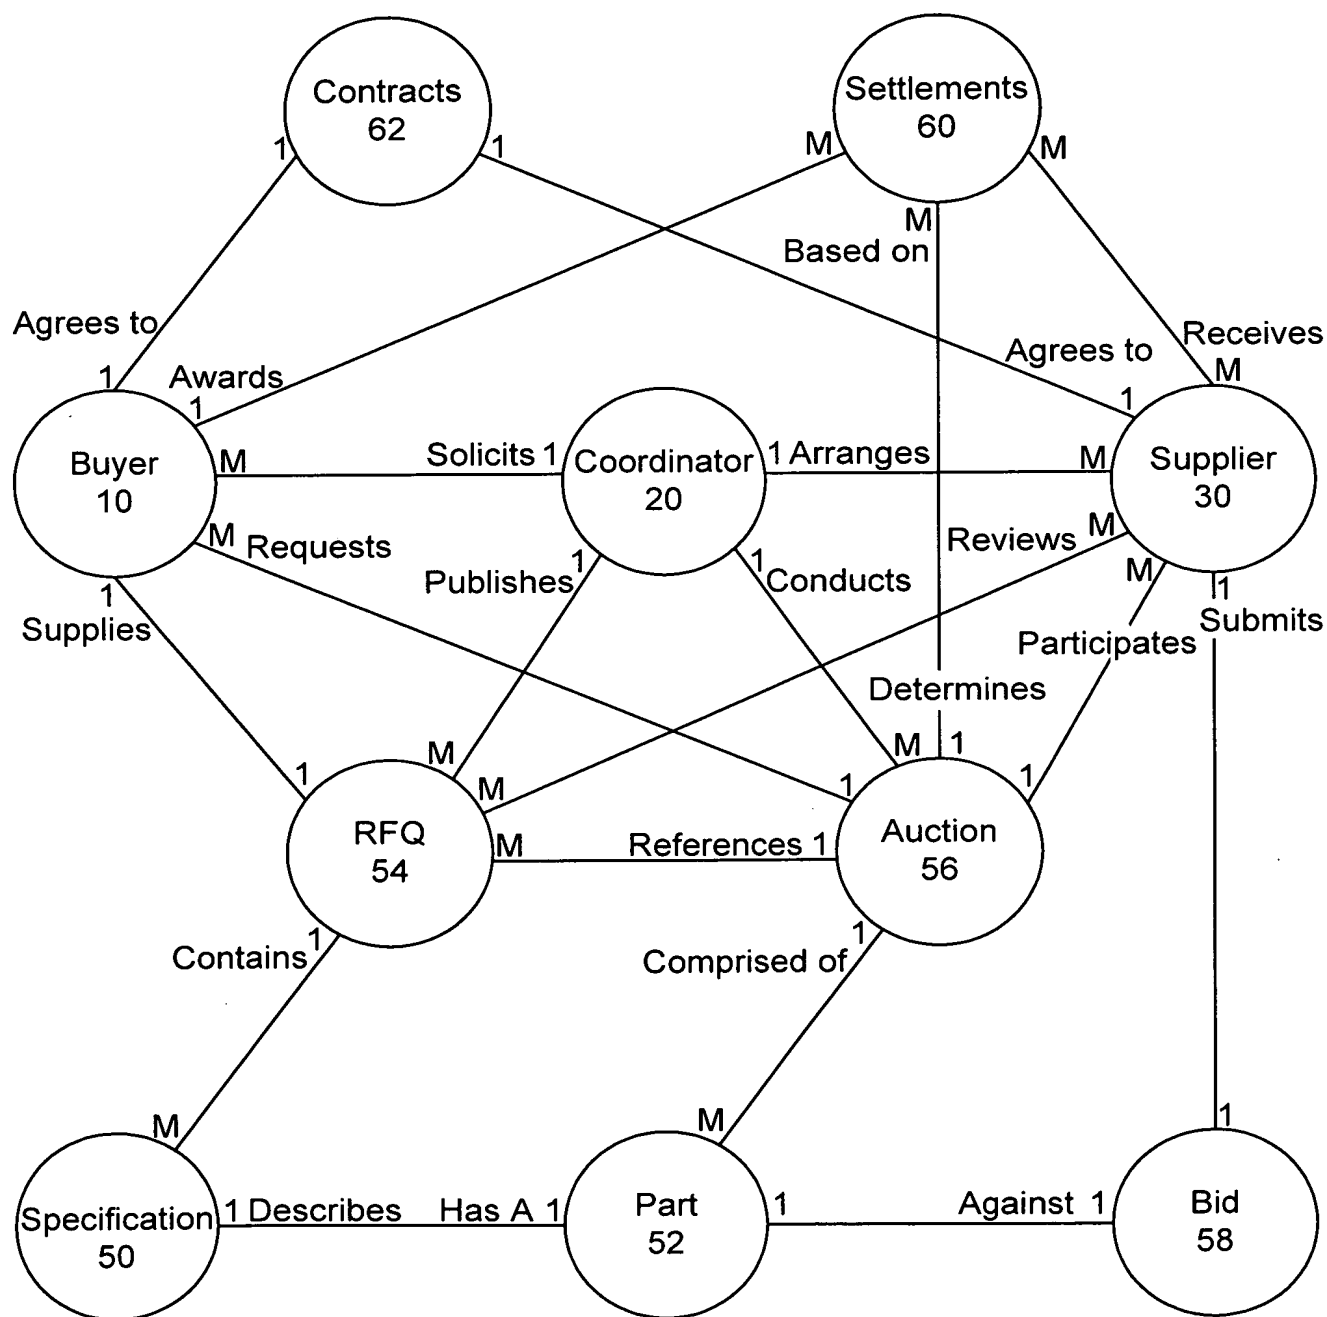 Contracts
62
Settlements
60
1
1
M
M
M
Based on
Agrees to
Agrees to
Receives
1
Awards
1
1
M
Buyer
10
M
Solicits 1
Coordinator
20
1 Arranges
M
Supplier
30
M
Requests
Publishes
1
1
Conducts
Reviews
M
M
1
Supplies
1
Submits
Participates
Determines
1
M
M
M
1
1
1
RFQ
54
M
References 1
Auction
56
Contains
1
Comprised of
1
M
M
1
Specification
50
1 Describes
Has A 1
Part
52
1
Against 1
Bid
58